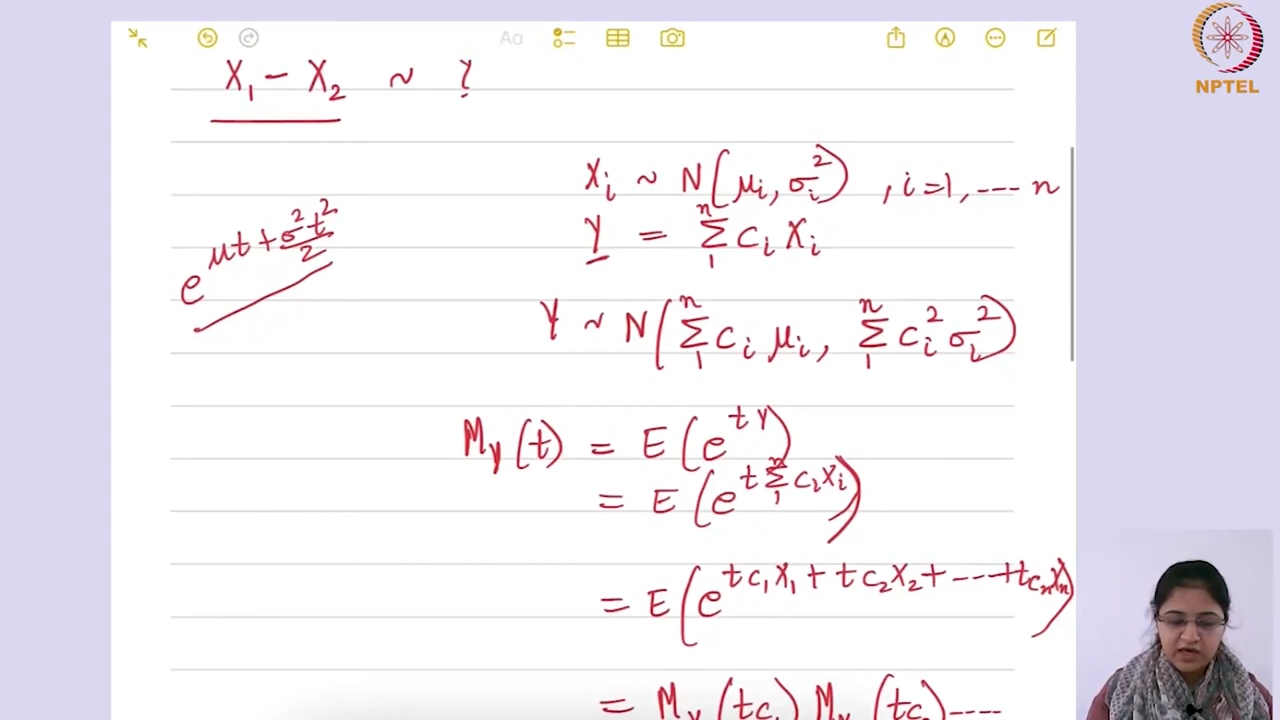 Aa
NPTEL
X₁ - X₂ ~ ?
Xᵢ ~ N(μᵢ, σᵢ²) , i=1, ---- n
Y = Σ₁ⁿ cᵢ Xᵢ
e^(μt + σ²t²/2)
Y ~ N(Σ₁ⁿ cᵢ μᵢ, Σ₁ⁿ cᵢ² σᵢ²)
M_Y(t) = E(e^(tY))
= E(e^(t Σ₁ⁿ cᵢXᵢ))
= E(e^(tc₁X₁ + tc₂X₂ + ---- + tcₙXₙ))